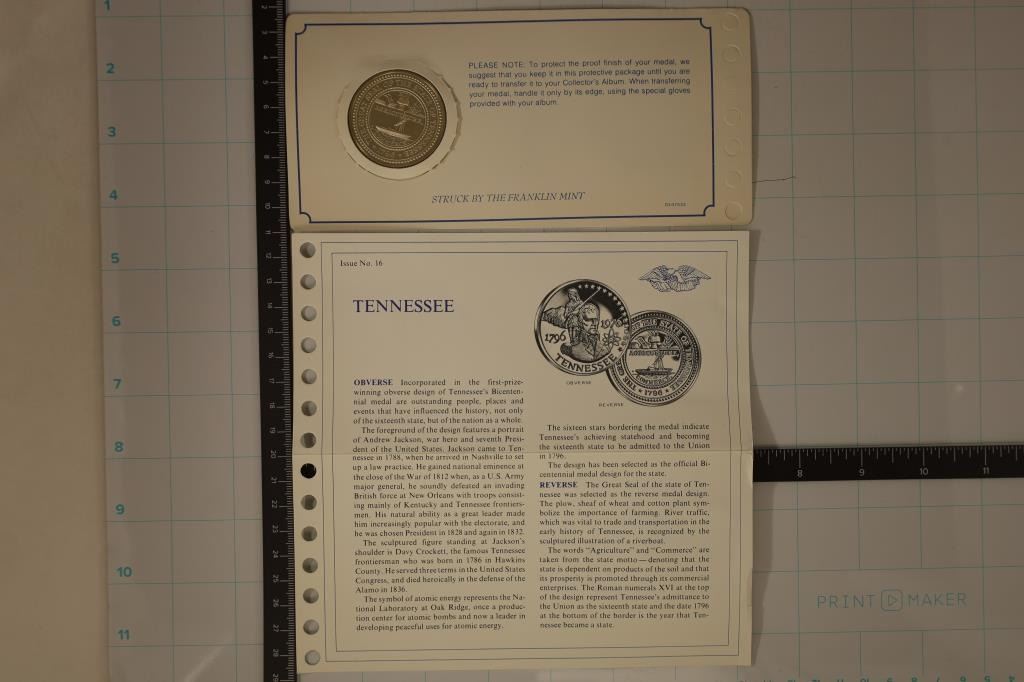 PLEASE NOTE: To protect the proof finish of your medal, we
suggest that you keep it in this protective package until you are
ready to transfer it to your Collector's Album. When transferring
your medal, handle it only by its edge, using the special gloves
provided with your album.
STRUCK BY THE FRANKLIN MINT
Issue No. 16
TENNESSEE
1796
1976
TENNESSEE
OBVERSE
AGRICULTURE
COMMERCE
1796
REVERSE
OBVERSE Incorporated in the first-prize-
winning obverse design of Tennessee's Bicenten-
nial medal are outstanding people, places and
events that have influenced the history, not only
of the sixteenth state, but of the nation as a whole.
The foreground of the design features a portrait
of Andrew Jackson, war hero and seventh Presi-
dent of the United States. Jackson came to Ten-
nessee in 1788, when he arrived in Nashville to set
up a law practice. He gained national eminence at
the close of the War of 1812 when, as a U.S. Army
major general, he soundly defeated an invading
British force at New Orleans with troops consist-
ing mainly of Kentucky and Tennessee frontiers-
men. His natural ability as a great leader made
him increasingly popular with the electorate, and
he was chosen President in 1828 and again in 1832.
The sculptured figure standing at Jackson's
shoulder is Davy Crockett, the famous Tennessee
frontiersman who was born in 1786 in Hawkins
County. He served three terms in the United States
Congress, and died heroically in the defense of the
Alamo in 1836.
The symbol of atomic energy represents the Na-
tional Laboratory at Oak Ridge, once a produc-
tion center for atomic bombs and now a leader in
developing peaceful uses for atomic energy.
The sixteen stars bordering the medal indicate
Tennessee's achieving statehood and becoming
the sixteenth state to be admitted to the Union
in 1796.
The design has been selected as the official Bi-
centennial medal design for the state.
REVERSE The Great Seal of the state of Ten-
nessee was selected as the reverse medal design.
The plow, sheaf of wheat and cotton plant sym-
bolize the importance of farming. River traffic,
which was vital to trade and transportation in the
early history of Tennessee, is recognized by the
sculptured illustration of a riverboat.
The words "Agriculture" and "Commerce" are
taken from the state motto—denoting that the
state is dependent on products of the soil and that
its prosperity is promoted through its commercial
enterprises. The Roman numerals XVI at the top
of the design represent Tennessee's admittance to
the Union as the sixteenth state and the date 1796
at the bottom of the border is the year that Ten-
nessee became a state.
PRINT MAKER
1
2
3
4
5
6
7
8
9
10
11
8
9
10
11